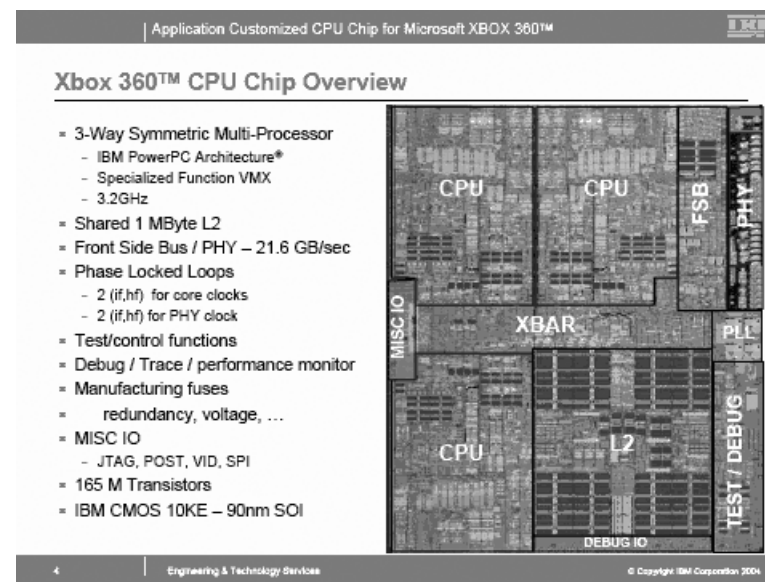 Application Customized CPU Chip for Microsoft XBOX 360™
IBM
Xbox 360™ CPU Chip Overview
3-Way Symmetric Multi-Processor
– IBM PowerPC Architecture®
– Specialized Function VMX
– 3.2GHz
Shared 1 MByte L2
Front Side Bus / PHY – 21.6 GB/sec
Phase Locked Loops
– 2 (if,hf) for core clocks
– 2 (if,hf) for PHY clock
Test/control functions
Debug / Trace / performance monitor
Manufacturing fuses
redundancy, voltage, …
MISC IO
– JTAG, POST, VID, SPI
165 M Transistors
IBM CMOS 10KE – 90nm SOI
CPU
CPU
FSB
PHY
MISC IO
XBAR
PLL
CPU
L2
TEST / DEBUG
DEBUG IO
4
Engineering & Technology Services
© Copyright IBM Corporation 2004